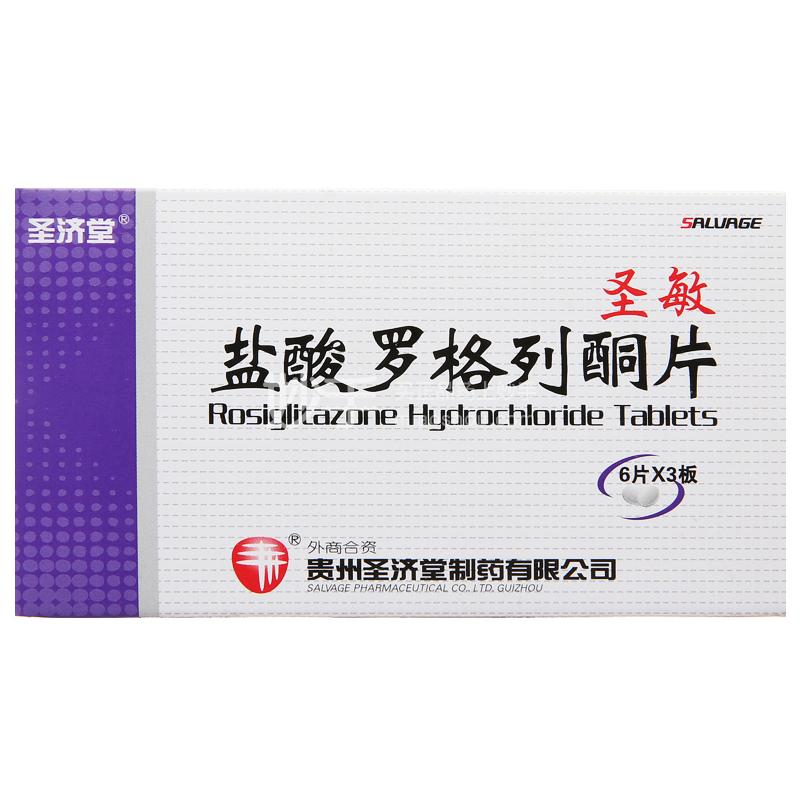 圣济堂®
SALVAGE
圣敏
盐酸罗格列酮片
Rosiglitazone Hydrochloride Tablets
6片X3板
®
外商合资
贵州圣济堂制药有限公司
SALVAGE PHARMACEUTICAL CO., LTD. GUIZHOU